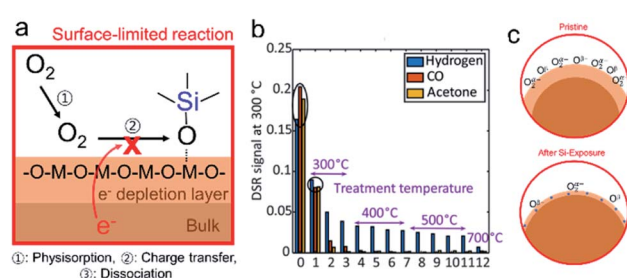 a
Surface-limited reaction
O₂
①
O₂
②
X
Si
O
-O-M-O-M-O-M-O-M-O-
e⁻ depletion layer
e⁻
Bulk
①: Physisorption, ②: Charge transfer,
③: Dissociation
b
DSR signal at 300 °C
0.25
0.2
0.15
0.1
0.05
0
Hydrogen
CO
Acetone
300°C
Treatment temperature
400°C
500°C
700°C
0 1 2 3 4 5 6 7 8 9 10 11 12
c
Pristine
After Si-Exposure